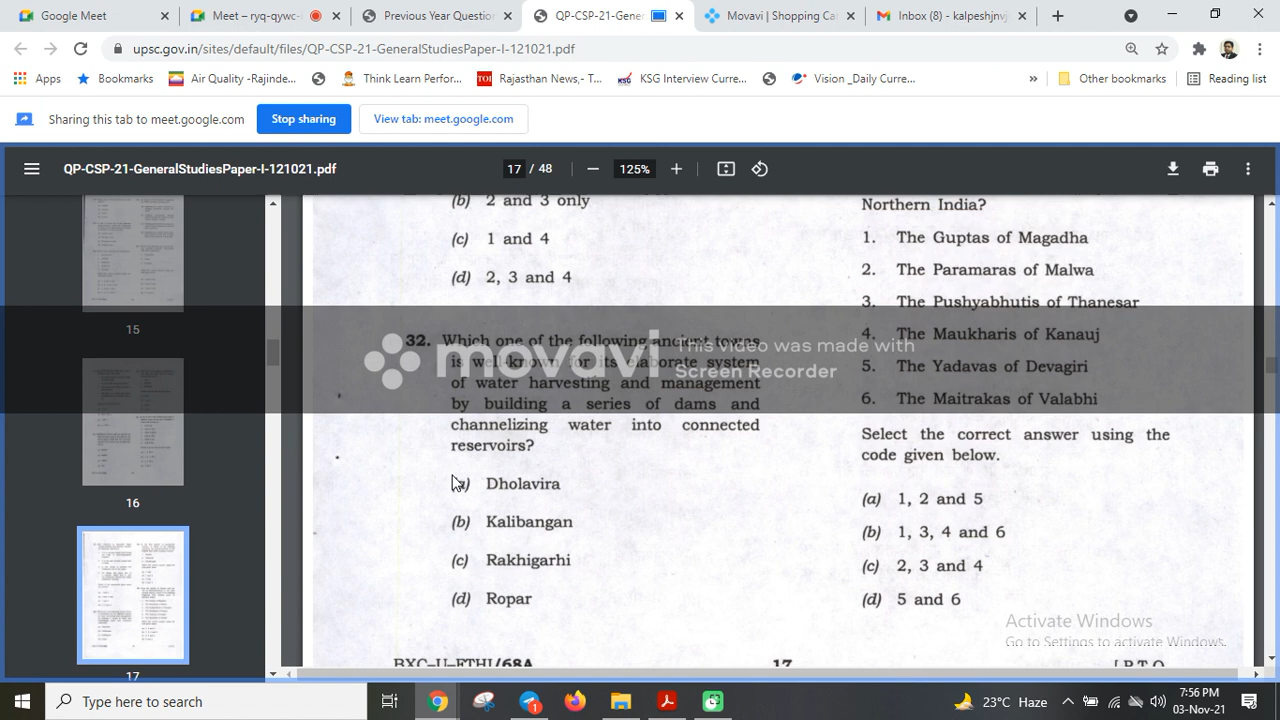 Google Meet
Meet – ryq-qywc-
Previous Year Questio
QP-CSP-21-Gene
Movavi | Shopping Ca
Inbox (8) - kalpeshjnvj
upsc.gov.in/sites/default/files/QP-CSP-21-GeneralStudiesPaper-I-121021.pdf
Apps
Bookmarks
Air Quality -Rajinde...
Think Learn Perfor...
TOI
Rajasthan News,- T...
KSG
KSG Interview Curre...
Vision _Daily Curre...
»
Other bookmarks
Reading list
Sharing this tab to meet.google.com
Stop sharing
View tab: meet.google.com
QP-CSP-21-GeneralStudiesPaper-I-121021.pdf
17 / 48
125%
15
16
17
(b) 2 and 3 only
(c) 1 and 4
(d) 2, 3 and 4
32. Which one of the following ancient towns
is well-known for its elaborate system
of water harvesting and management
by building a series of dams and
channelizing water into connected
reservoirs?
(a) Dholavira
(b) Kalibangan
(c) Rakhigarhi
(d) Ropar
BXC–U–FTHI/68A
17
Northern India?
1. The Guptas of Magadha
2. The Paramaras of Malwa
3. The Pushyabhutis of Thanesar
4. The Maukharis of Kanauj
5. The Yadavas of Devagiri
6. The Maitrakas of Valabhi
Select the correct answer using the
code given below.
(a) 1, 2 and 5
(b) 1, 3, 4 and 6
(c) 2, 3 and 4
(d) 5 and 6
[ P.T.O.
movavi
This video was made with
Screen Recorder
Activate Windows
Go to Settings to activate Windows.
Type here to search
1
23°C Haze
7:56 PM
03-Nov-21